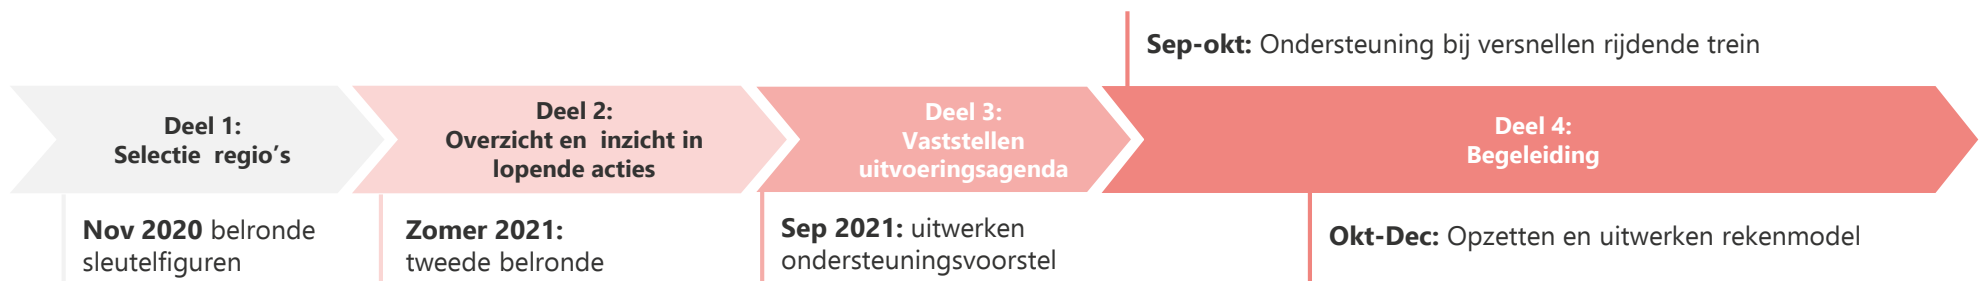 Sep-okt: Ondersteuning bij versnellen rijdende trein
Deel 1:
Selectie regio’s
Deel 2:
Overzicht en inzicht in
lopende acties
Deel 3:
Vaststellen
uitvoeringsagenda
Deel 4:
Begeleiding
Nov 2020 belronde
sleutelfiguren
Zomer 2021:
tweede belronde
Sep 2021: uitwerken
ondersteuningsvoorstel
Okt-Dec: Opzetten en uitwerken rekenmodel